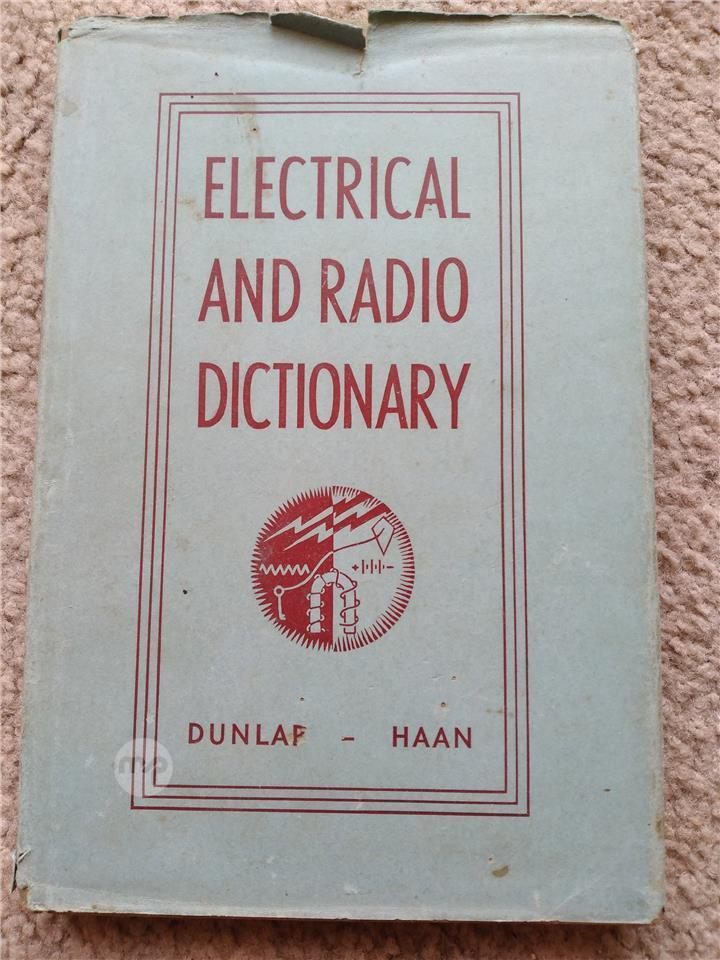 ELECTRICAL
AND RADIO
DICTIONARY
DUNLAP - HAAN